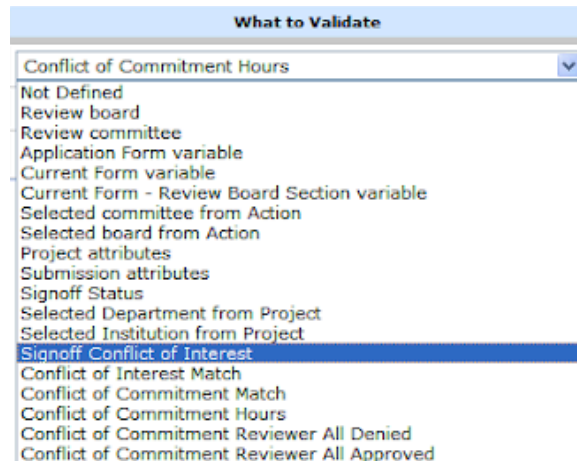 What to Validate
Conflict of Commitment Hours
Not Defined
Review board
Review committee
Application Form variable
Current Form variable
Current Form - Review Board Section variable
Selected committee from Action
Selected board from Action
Project attributes
Submission attributes
Signoff Status
Selected Department from Project
Selected Institution from Project
Signoff Conflict of Interest
Conflict of Interest Match
Conflict of Commitment Match
Conflict of Commitment Hours
Conflict of Commitment Reviewer All Denied
Conflict of Commitment Reviewer All Approved